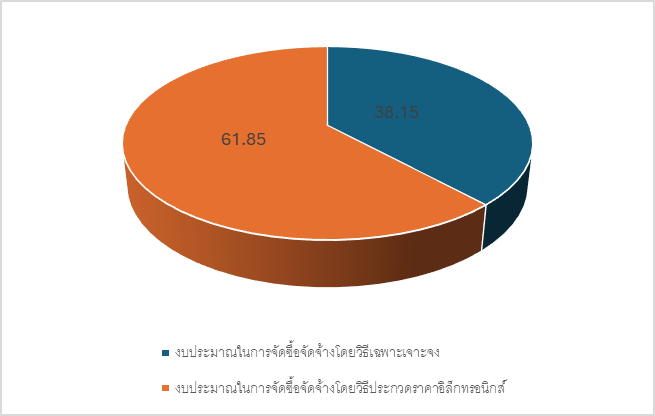 38.15
61.85
งบประมาณในการจัดซื้อจัดจ้างโดยวิธีเฉพาะเจาะจง
งบประมาณในการจัดซื้อจัดจ้างโดยวิธีประกวดราคาอิล็กทรอนิกส์